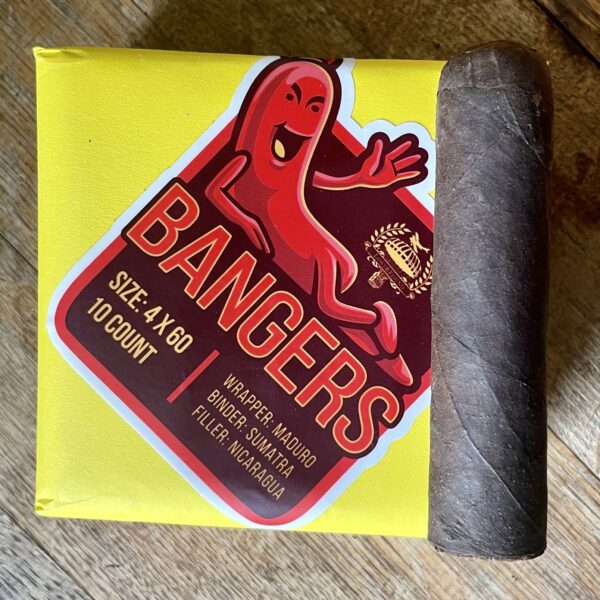 BANGERS
SIZE: 4 X 60
10 COUNT
WRAPPER: MADURO
BINDER: SUMATRA
FILLER: NICARAGUA